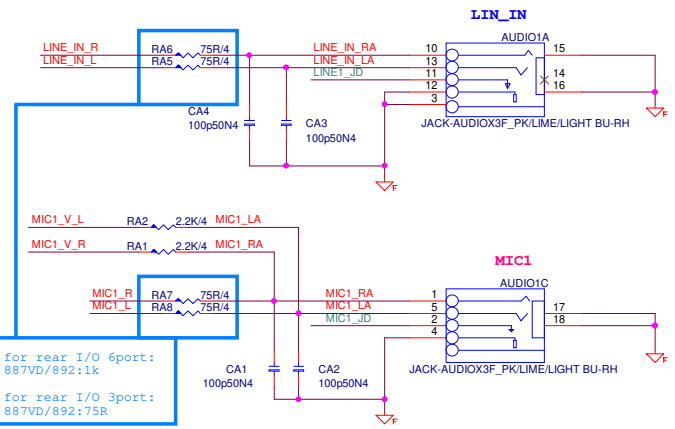 LIN_IN
AUDIO1A
LINE_IN_R RA6 75R/4 LINE_IN_RA 10 15
LINE_IN_L RA5 75R/4 LINE_IN_LA 13
LINE1_JD 11 14
12 16
3
CA4 100p50N4
CA3 100p50N4
JACK-AUDIOX3F_PK/LIME/LIGHT BU-RH
F
F
MIC1_V_L RA2 2.2K/4 MIC1_LA
MIC1_V_R RA1 2.2K/4 MIC1_RA
MIC1
AUDIO1C
MIC1_R RA7 75R/4 MIC1_RA 1
MIC1_L RA8 75R/4 MIC1_LA 5 17
MIC1_JD 2 18
4
for rear I/O 6port:
887VD/892:1k
for rear I/O 3port:
887VD/892:75R
CA1 100p50N4
CA2 100p50N4
JACK-AUDIOX3F_PK/LIME/LIGHT BU-RH
F
F